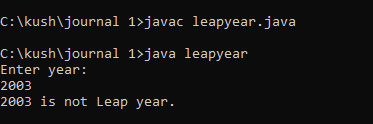 C:\kush\journal 1>javac leapyear.java
C:\kush\journal 1>java leapyear
Enter year:
2003
2003 is not Leap year.